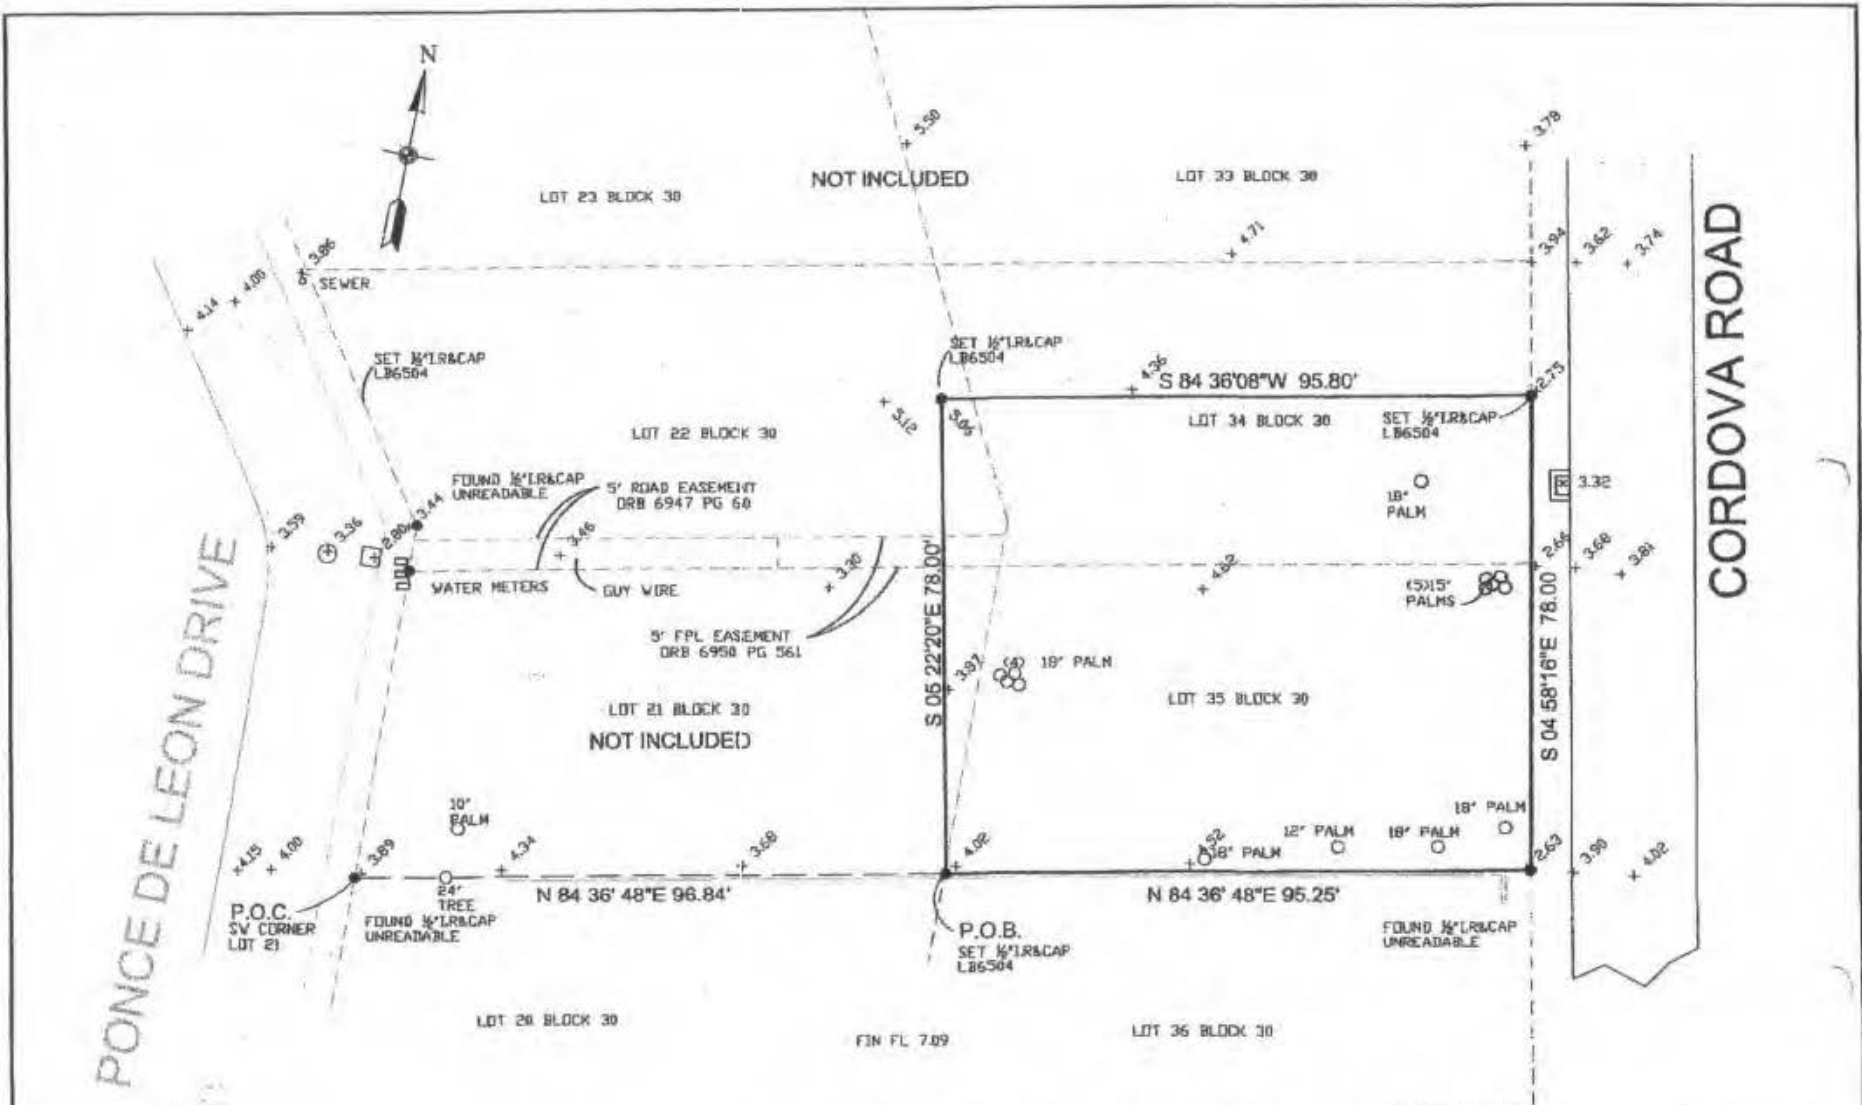 N
5.50
3.79
LOT 23 BLOCK 30
NOT INCLUDED
LOT 33 BLOCK 30
3.86
SEWER
4.14
4.00
4.71
3.94
3.62
3.74
CORDOVA ROAD
SET ½"I.R&CAP
LB6504
SET ½"I.R&CAP
LB6504
4.36
S 84 36'08"W 95.80'
2.75
LOT 34 BLOCK 30
SET ½"I.R&CAP
LB6504
5.12
LOT 22 BLOCK 30
FOUND ½"I.R&CAP
UNREADABLE
5' ROAD EASEMENT
ORB 6947 PG 60
18"
PALM
3.32
3.44
3.59
3.36
2.80
3.46
3.30
WATER METERS
GUY WIRE
4.62
2.66
3.68
3.81
(5)15"
PALMS
5' FPL EASEMENT
ORB 6950 PG 561
S 05 22'20"E 78.00'
3.97
(4) 18" PALM
LOT 35 BLOCK 30
S 04 58'16"E 78.00
LOT 21 BLOCK 30
NOT INCLUDED
PONCE DE LEON DRIVE
10"
PALM
18" PALM
4.15
4.00
3.89
4.34
3.68
4.02
18" PALM
12" PALM
18" PALM
2.63
3.90
4.02
24"
TREE
N 84 36' 48"E 96.84'
N 84 36' 48"E 95.25'
P.O.C.
SW CORNER
LOT 21
FOUND ½"I.R&CAP
UNREADABLE
P.O.B.
SET ½"I.R&CAP
LB6504
FOUND ½"I.R&CAP
UNREADABLE
LOT 20 BLOCK 30
FIN FL 7.09
LOT 36 BLOCK 30